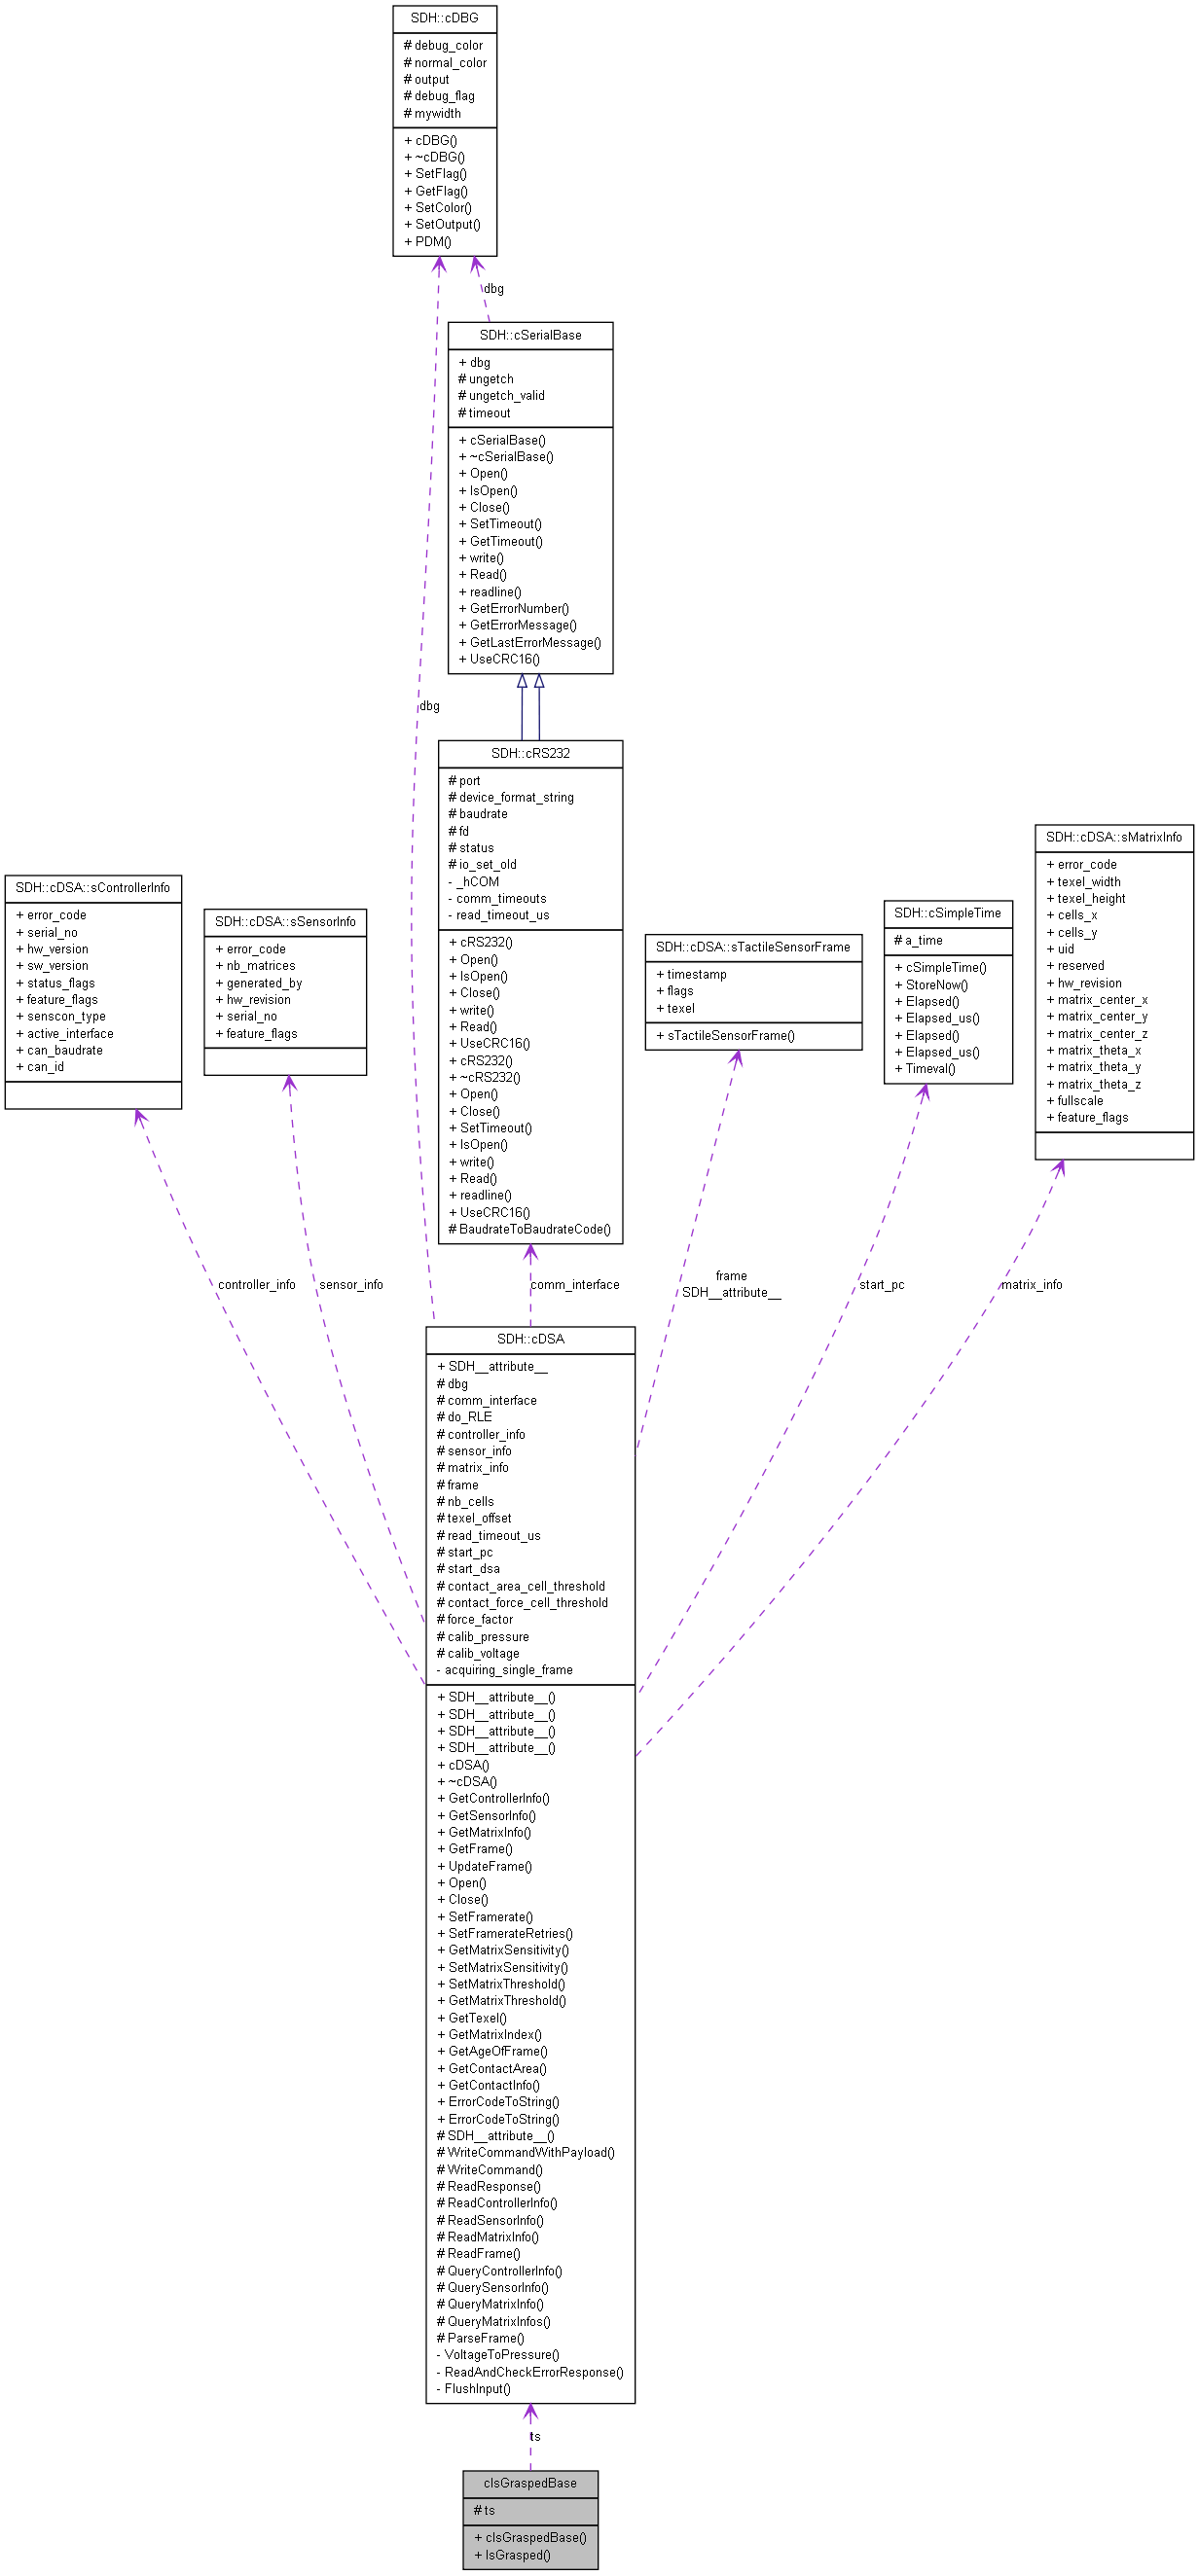 SDH::cDBG
# debug_color
# normal_color
# output
# debug_flag
# mywidth
+ cDBG()
+ ~cDBG()
+ SetFlag()
+ GetFlag()
+ SetColor()
+ SetOutput()
+ PDM()
dbg
SDH::cSerialBase
+ dbg
# ungetch
# ungetch_valid
# timeout
+ cSerialBase()
+ ~cSerialBase()
+ Open()
+ IsOpen()
+ Close()
+ SetTimeout()
+ GetTimeout()
+ write()
+ Read()
+ readline()
+ GetErrorNumber()
+ GetErrorMessage()
+ GetLastErrorMessage()
+ UseCRC16()
dbg
SDH::cRS232
# port
# device_format_string
# baudrate
# fd
# status
# io_set_old
- _hCOM
- comm_timeouts
- read_timeout_us
+ cRS232()
+ Open()
+ IsOpen()
+ Close()
+ write()
+ Read()
+ UseCRC16()
+ cRS232()
+ ~cRS232()
+ Open()
+ Close()
+ SetTimeout()
+ IsOpen()
+ write()
+ Read()
+ readline()
+ UseCRC16()
# BaudrateToBaudrateCode()
SDH::cDSA::sControllerInfo
+ error_code
+ serial_no
+ hw_version
+ sw_version
+ status_flags
+ feature_flags
+ senscon_type
+ active_interface
+ can_baudrate
+ can_id
SDH::cDSA::sSensorInfo
+ error_code
+ nb_matrices
+ generated_by
+ hw_revision
+ serial_no
+ feature_flags
SDH::cDSA::sTactileSensorFrame
+ timestamp
+ flags
+ texel
+ sTactileSensorFrame()
SDH::cSimpleTime
# a_time
+ cSimpleTime()
+ StoreNow()
+ Elapsed()
+ Elapsed_us()
+ Elapsed()
+ Elapsed_us()
+ Timeval()
SDH::cDSA::sMatrixInfo
+ error_code
+ texel_width
+ texel_height
+ cells_x
+ cells_y
+ uid
+ reserved
+ hw_revision
+ matrix_center_x
+ matrix_center_y
+ matrix_center_z
+ matrix_theta_x
+ matrix_theta_y
+ matrix_theta_z
+ fullscale
+ feature_flags
controller_info
sensor_info
comm_interface
frame
SDH__attribute__
start_pc
matrix_info
SDH::cDSA
+ SDH__attribute__
# dbg
# comm_interface
# do_RLE
# controller_info
# sensor_info
# matrix_info
# frame
# nb_cells
# texel_offset
# read_timeout_us
# start_pc
# start_dsa
# contact_area_cell_threshold
# contact_force_cell_threshold
# force_factor
# calib_pressure
# calib_voltage
- acquiring_single_frame
+ SDH__attribute__()
+ SDH__attribute__()
+ SDH__attribute__()
+ SDH__attribute__()
+ cDSA()
+ ~cDSA()
+ GetControllerInfo()
+ GetSensorInfo()
+ GetMatrixInfo()
+ GetFrame()
+ UpdateFrame()
+ Open()
+ Close()
+ SetFramerate()
+ SetFramerateRetries()
+ GetMatrixSensitivity()
+ SetMatrixSensitivity()
+ SetMatrixThreshold()
+ GetMatrixThreshold()
+ GetTexel()
+ GetMatrixIndex()
+ GetAgeOfFrame()
+ GetContactArea()
+ GetContactInfo()
+ ErrorCodeToString()
+ ErrorCodeToString()
# SDH__attribute__()
# WriteCommandWithPayload()
# WriteCommand()
# ReadResponse()
# ReadControllerInfo()
# ReadSensorInfo()
# ReadMatrixInfo()
# ReadFrame()
# QueryControllerInfo()
# QuerySensorInfo()
# QueryMatrixInfo()
# QueryMatrixInfos()
# ParseFrame()
- VoltageToPressure()
- ReadAndCheckErrorResponse()
- FlushInput()
ts
cIsGraspedBase
# ts
+ cIsGraspedBase()
+ IsGrasped()